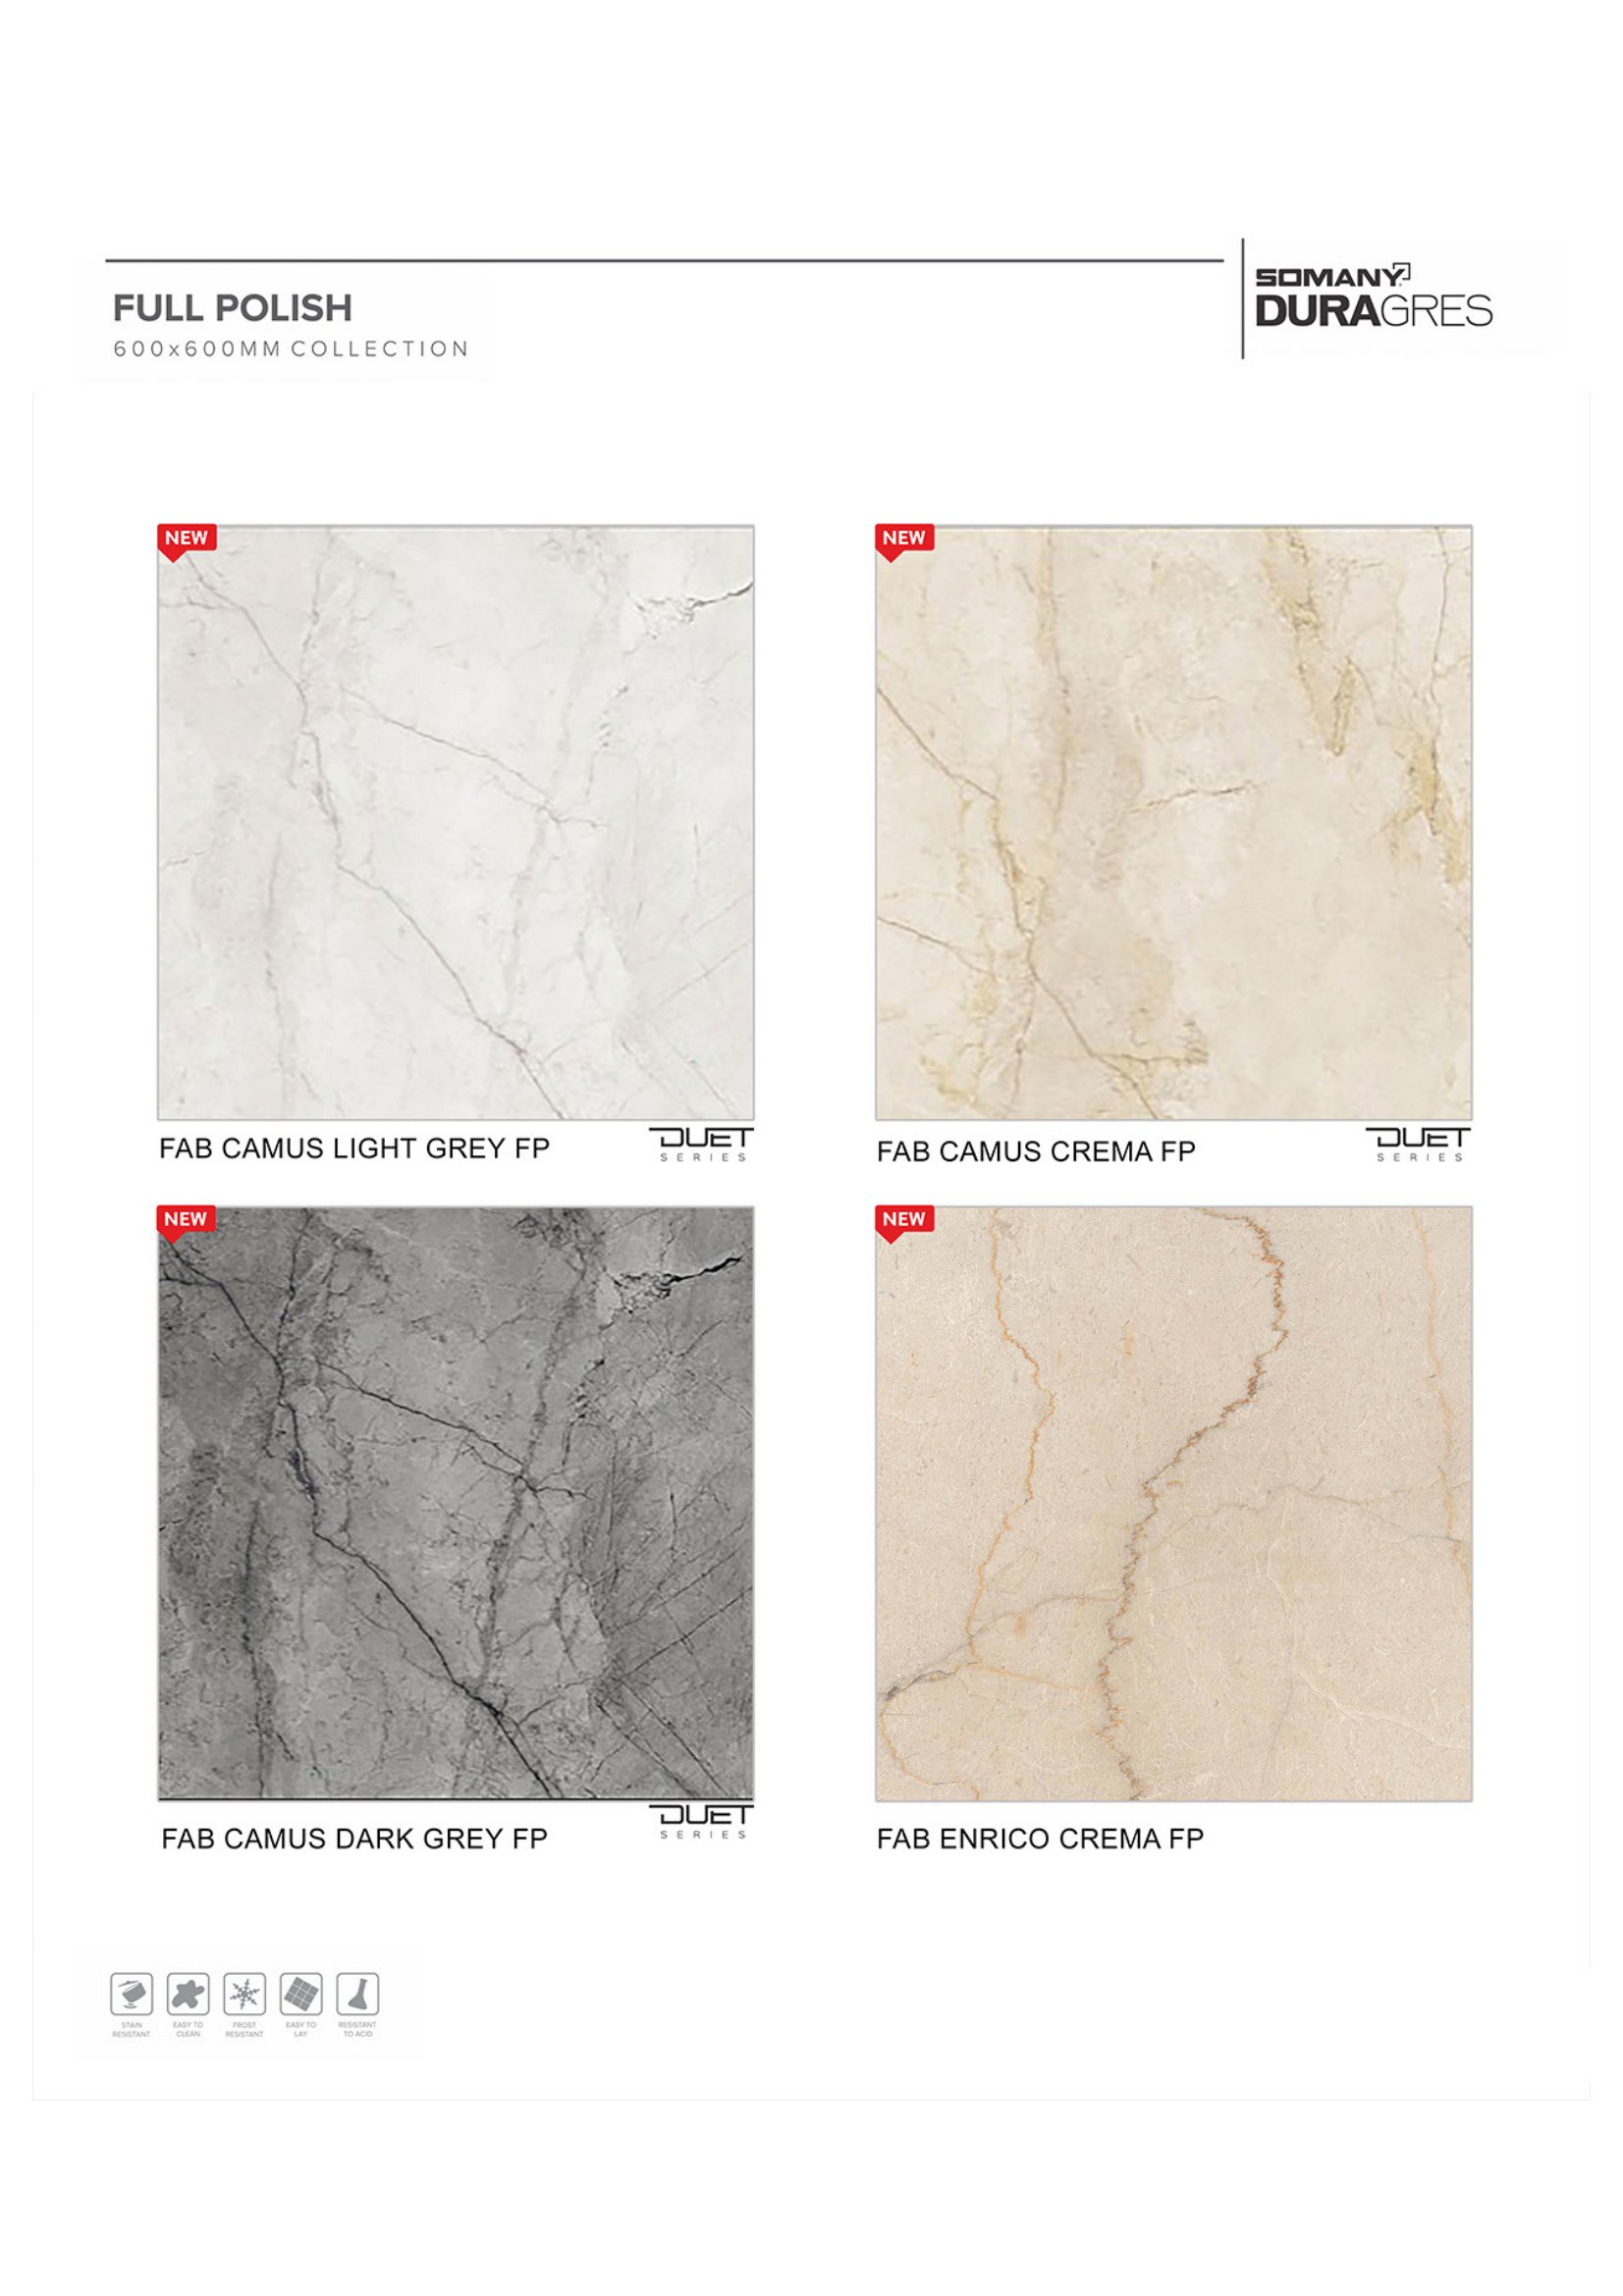 FULL POLISH
600x600MM COLLECTION
SOMANY
DURAGRES
NEW
NEW
FAB CAMUS LIGHT GREY FP
DUET
SERIES
FAB CAMUS CREMA FP
DUET
SERIES
NEW
NEW
FAB CAMUS DARK GREY FP
DUET
SERIES
FAB ENRICO CREMA FP
STAIN
RESISTANT
EASY TO
CLEAN
FROST
RESISTANT
EASY TO
LAY
RESISTANT
TO ACID